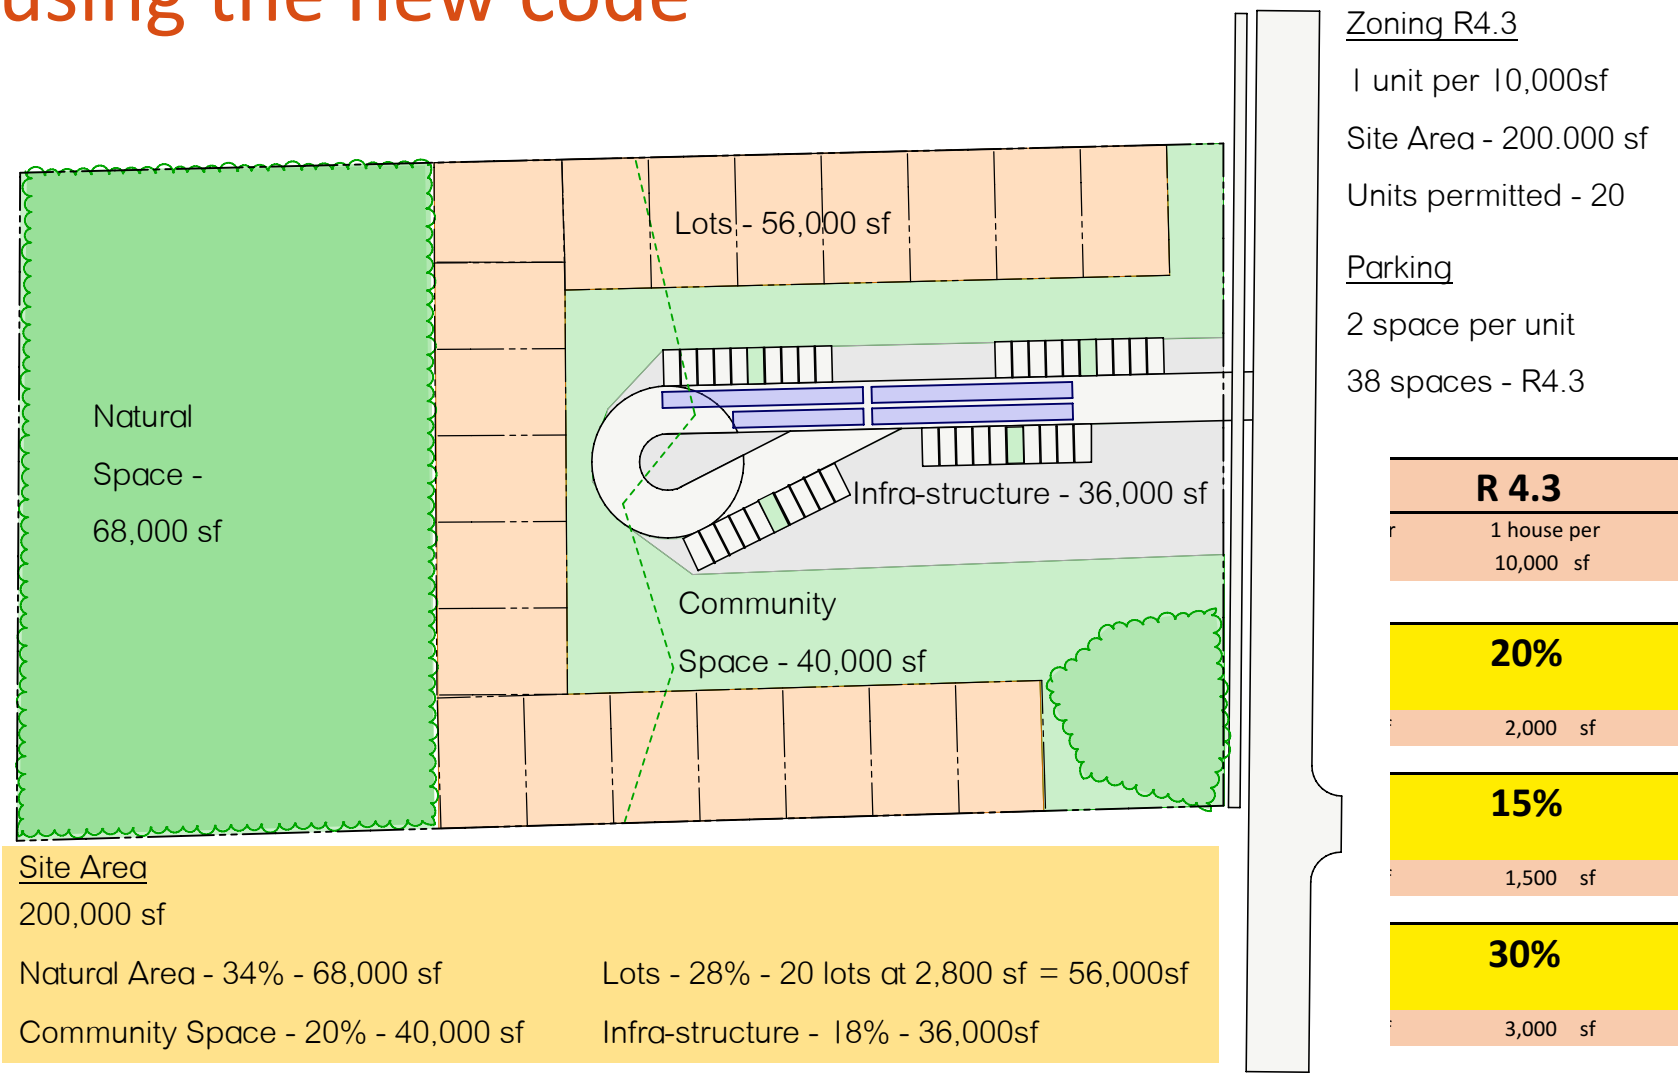 using the new code
Zoning R4.3
1 unit per 10,000sf
Site Area - 200.000 sf
Units permitted - 20
Parking
2 space per unit
38 spaces - R4.3
Lots - 56,000 sf
Natural
Space -
68,000 sf
Infra-structure - 36,000 sf
Community
Space - 40,000 sf
R 4.3
1 house per
10,000 sf
20%
2,000 sf
15%
1,500 sf
30%
3,000 sf
Site Area
200,000 sf
Natural Area - 34% - 68,000 sf
Lots - 28% - 20 lots at 2,800 sf = 56,000sf
Community Space - 20% - 40,000 sf
Infra-structure - 18% - 36,000sf